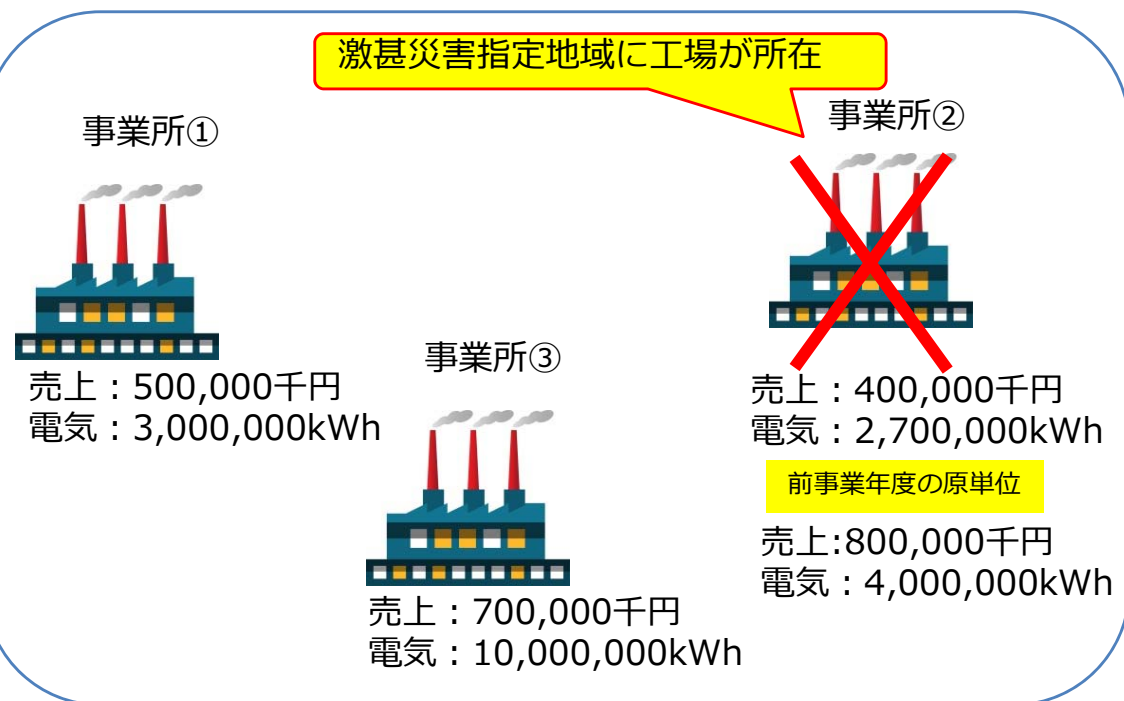 激甚災害指定地域に工場が所在
事業所①
売上：500,000千円
電気：3,000,000kWh
事業所②
売上：400,000千円
電気：2,700,000kWh
前事業年度の原単位
売上:800,000千円
電気：4,000,000kWh
事業所③
売上：700,000千円
電気：10,000,000kWh